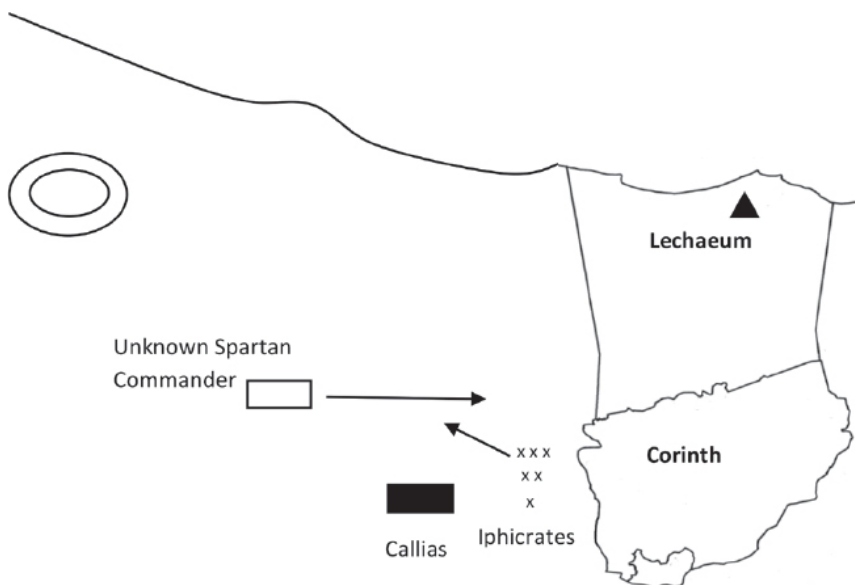 Lechaeum
Unknown Spartan
Commander
Corinth
x x x
x x
x
Callias
Iphicrates